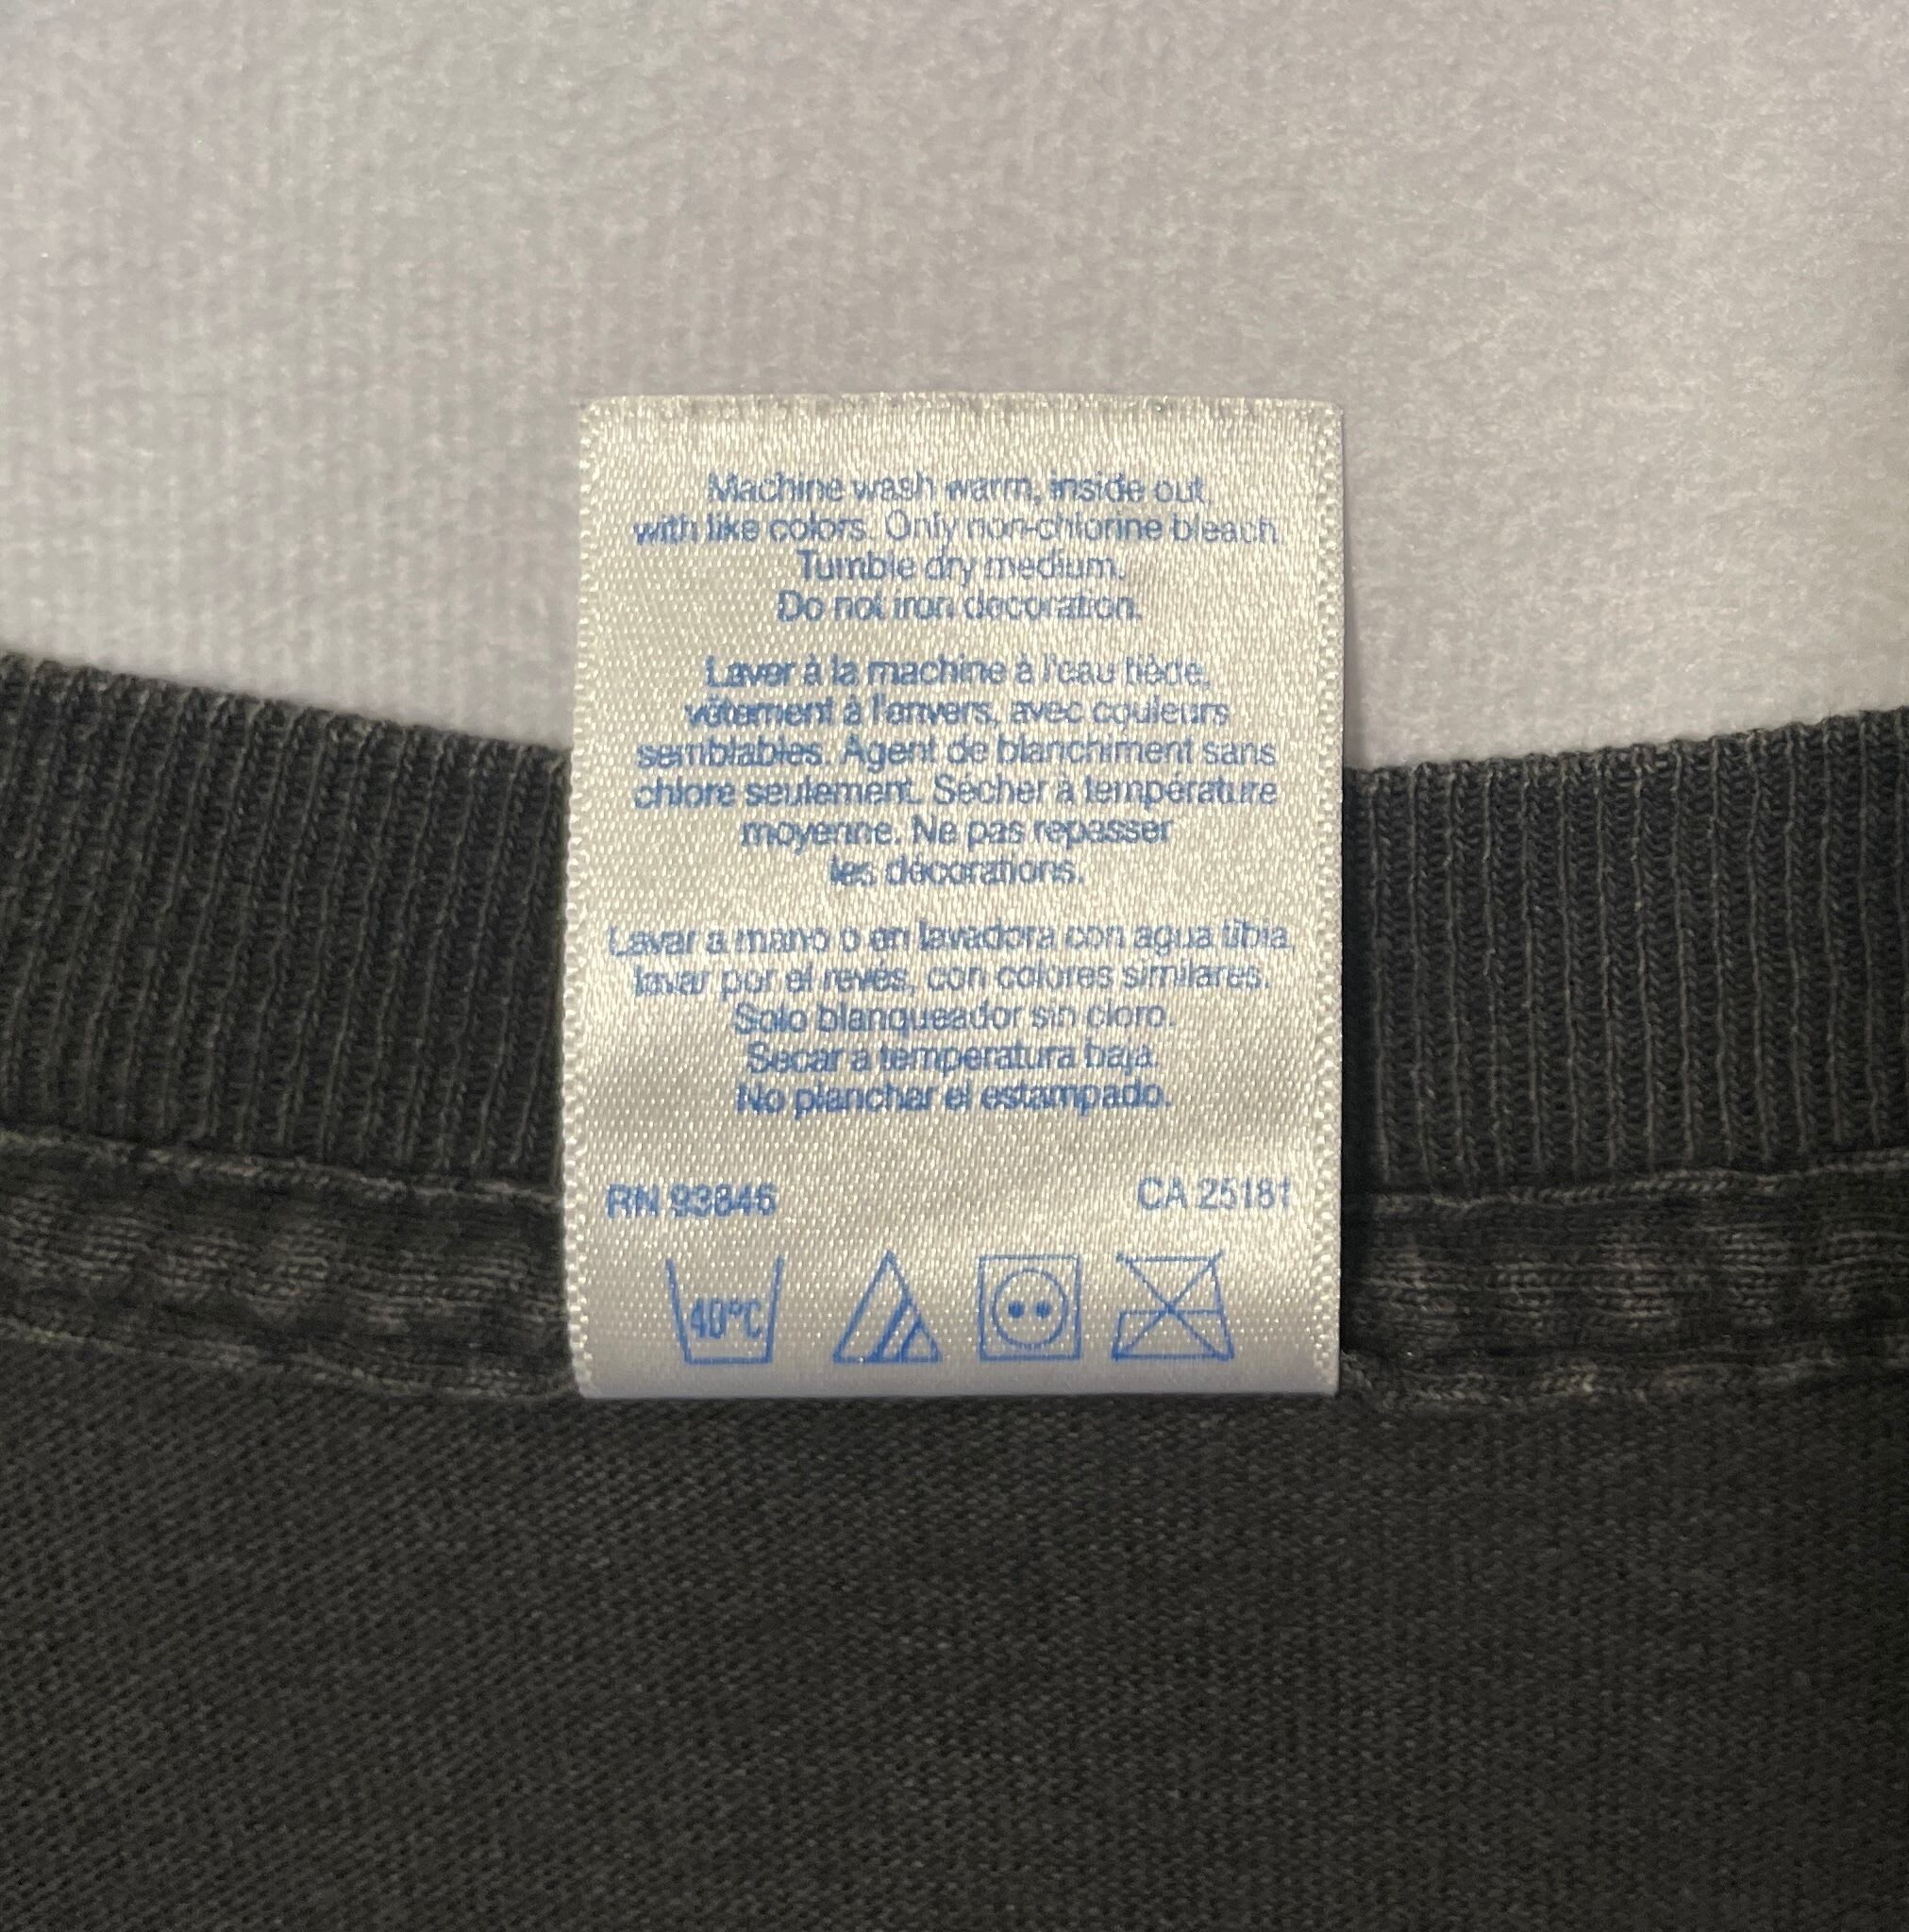 Machine wash warm, inside out,
with like colors. Only non-chlorine bleach.
Tumble dry medium.
Do not iron decoration.
Laver à la machine à l'eau tiède,
vêtement à l'envers, avec couleurs
semblables. Agent de blanchiment sans
chlore seulement. Sécher à température
moyenne. Ne pas repasser
les décorations.
Lavar a mano o en lavadora con agua tibia,
lavar por el revés, con colores similares.
Solo blanqueador sin cloro.
Secar a temperatura baja.
No planchar el estampado.
RN 93846 CA 25181
40°C